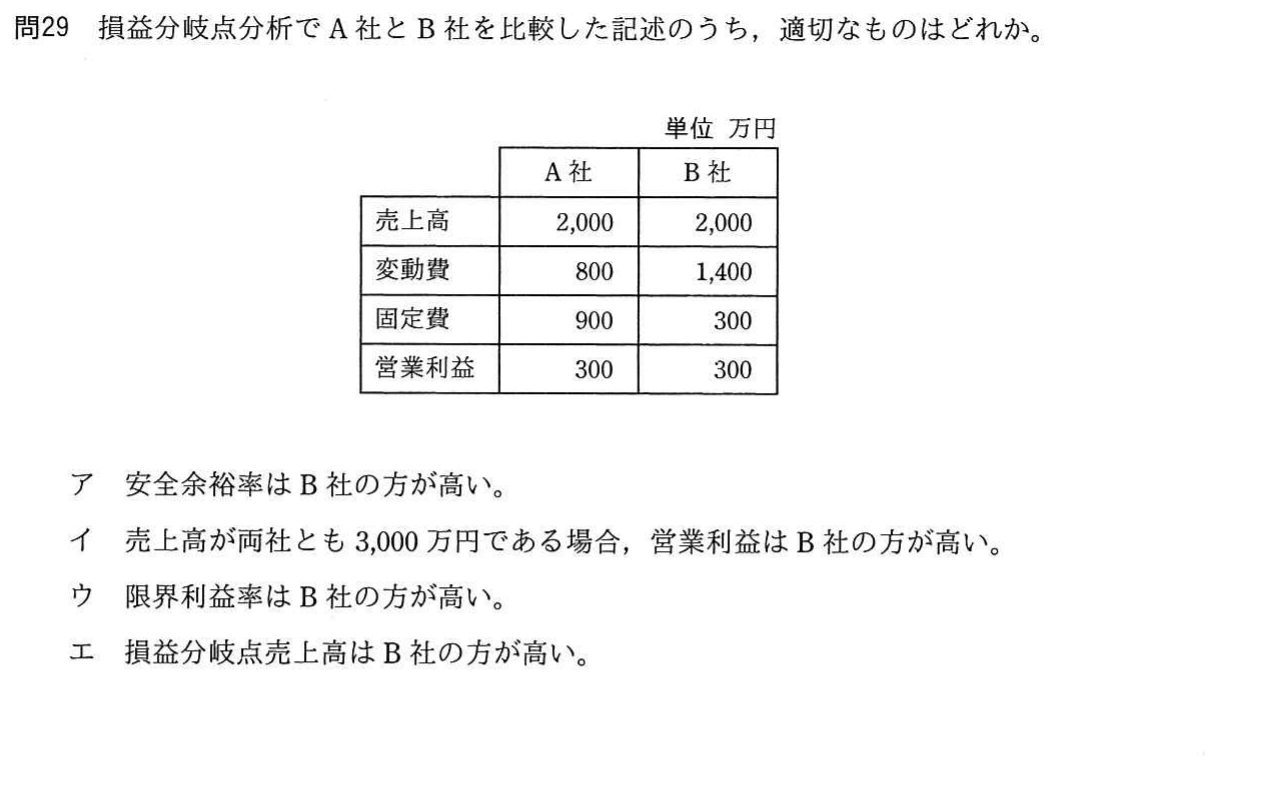 問29 損益分岐点分析でA社とB社を比較した記述のうち，適切なものはどれか。
単位 万円
A社 B社
売上高 2,000 2,000
変動費 800 1,400
固定費 900 300
営業利益 300 300
ア 安全余裕率はB社の方が高い。
イ 売上高が両社とも3,000万円である場合，営業利益はB社の方が高い。
ウ 限界利益率はB社の方が高い。
エ 損益分岐点売上高はB社の方が高い。